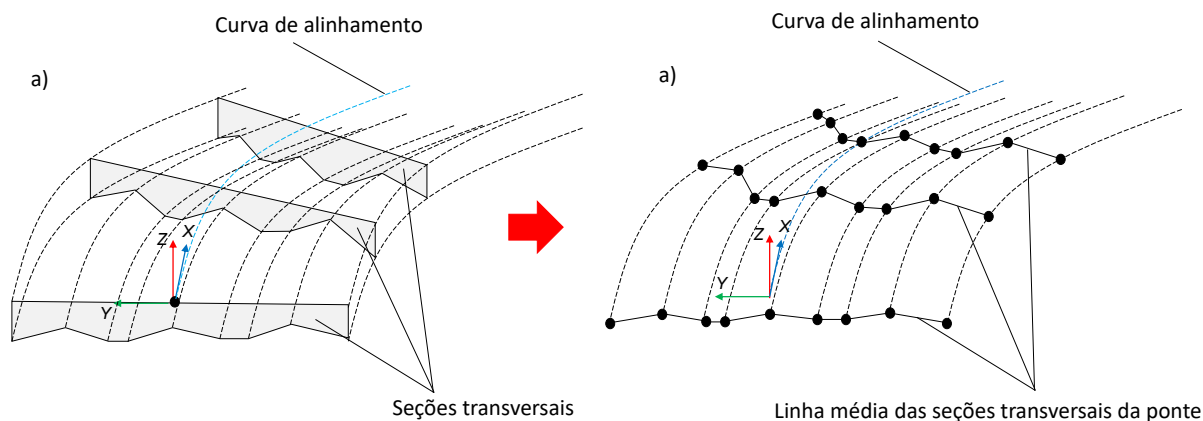 Curva de alinhamento
a)
Z
X
Y
Seções transversais
Curva de alinhamento
a)
Z
X
Y
Linha média das seções transversais da ponte